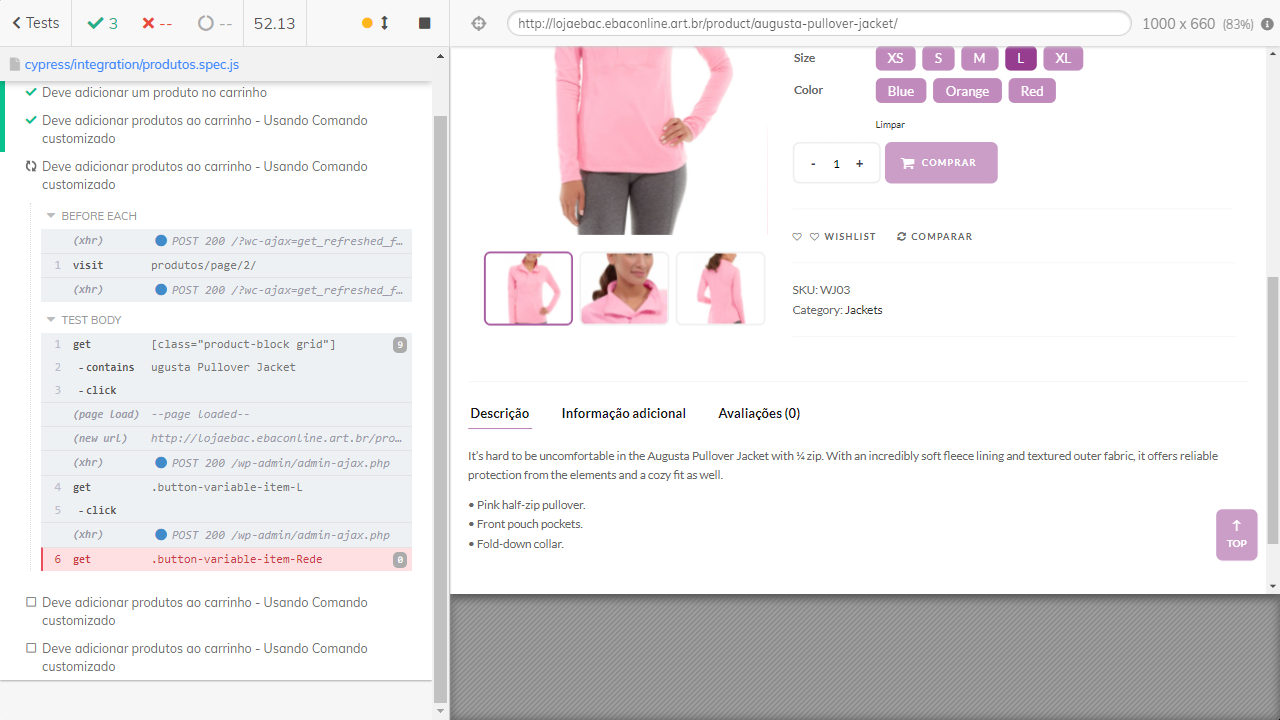 Tests
3
--
--
52.13
http://lojaebac.ebaconline.art.br/product/augusta-pullover-jacket/
1000 x 660 (83%)
cypress/integration/produtos.spec.js
Deve adicionar um produto no carrinho
Deve adicionar produtos ao carrinho - Usando Comando
customizado
Deve adicionar produtos ao carrinho - Usando Comando
customizado
BEFORE EACH
(xhr) POST 200 /?wc-ajax=get_refreshed_f…
1 visit produtos/page/2/
(xhr) POST 200 /?wc-ajax=get_refreshed_f…
TEST BODY
1 get [class="product-block grid"] 9
2 -contains ugusta Pullover Jacket
3 -click
(page load) --page loaded--
(new url) http://lojaebac.ebaconline.art.br/pro…
(xhr) POST 200 /wp-admin/admin-ajax.php
4 get .button-variable-item-L
5 -click
(xhr) POST 200 /wp-admin/admin-ajax.php
6 get .button-variable-item-Rede 0
Deve adicionar produtos ao carrinho - Usando Comando
customizado
Deve adicionar produtos ao carrinho - Usando Comando
customizado
Size XS S M L XL
Color Blue Orange Red
Limpar
- 1 + COMPRAR
WISHLIST COMPARAR
SKU: WJ03
Category: Jackets
Descrição Informação adicional Avaliações (0)
It's hard to be uncomfortable in the Augusta Pullover Jacket with ¼ zip. With an incredibly soft fleece lining and textured outer fabric, it offers reliable
protection from the elements and a cozy fit as well.
• Pink half-zip pullover.
• Front pouch pockets.
• Fold-down collar.
TOP